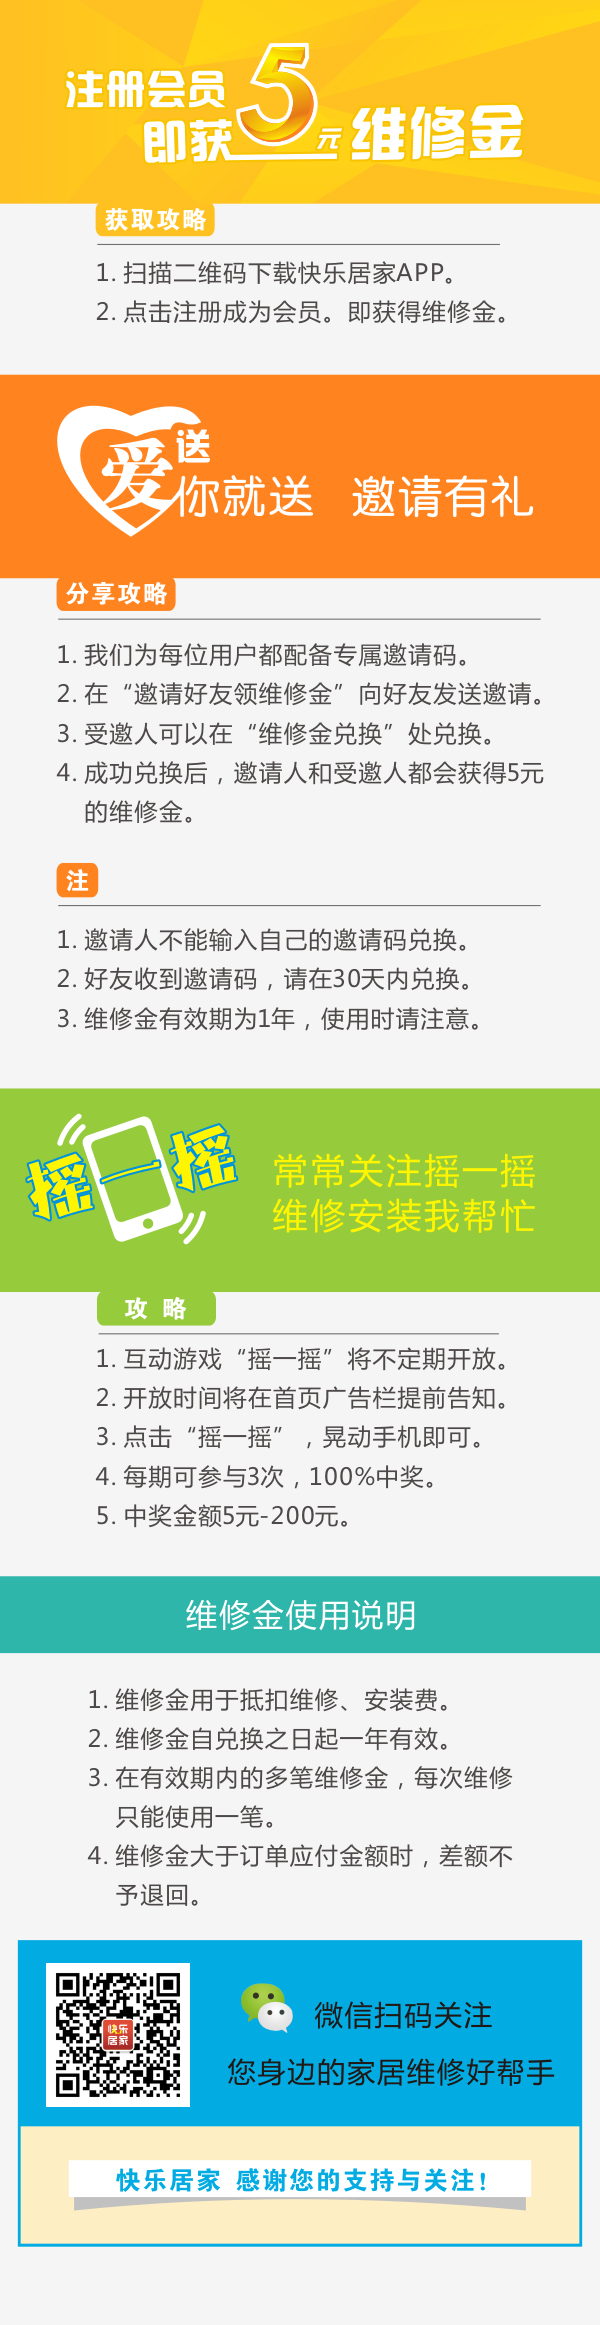 注册会员
即获5元维修金
获取攻略
1. 扫描二维码下载快乐居家APP。
2. 点击注册成为会员。即获得维修金。
爱送
你就送 邀请有礼
分享攻略
1. 我们为每位用户都配备专属邀请码。
2. 在“邀请好友领维修金”向好友发送邀请。
3. 受邀人可以在“维修金兑换”处兑换。
4. 成功兑换后，邀请人和受邀人都会获得5元
的维修金。
注
1. 邀请人不能输入自己的邀请码兑换。
2. 好友收到邀请码，请在30天内兑换。
3. 维修金有效期为1年，使用时请注意。
摇一摇
常常关注摇一摇
维修安装我帮忙
攻 略
1. 互动游戏“摇一摇”将不定期开放。
2. 开放时间将在首页广告栏提前告知。
3. 点击“摇一摇”，晃动手机即可。
4. 每期可参与3次，100%中奖。
5. 中奖金额5元-200元。
维修金使用说明
1. 维修金用于抵扣维修、安装费。
2. 维修金自兑换之日起一年有效。
3. 在有效期内的多笔维修金，每次维修
只能使用一笔。
4. 维修金大于订单应付金额时，差额不
予退回。
快乐
居家
微信扫码关注
您身边的家居维修好帮手
快乐居家 感谢您的支持与关注!